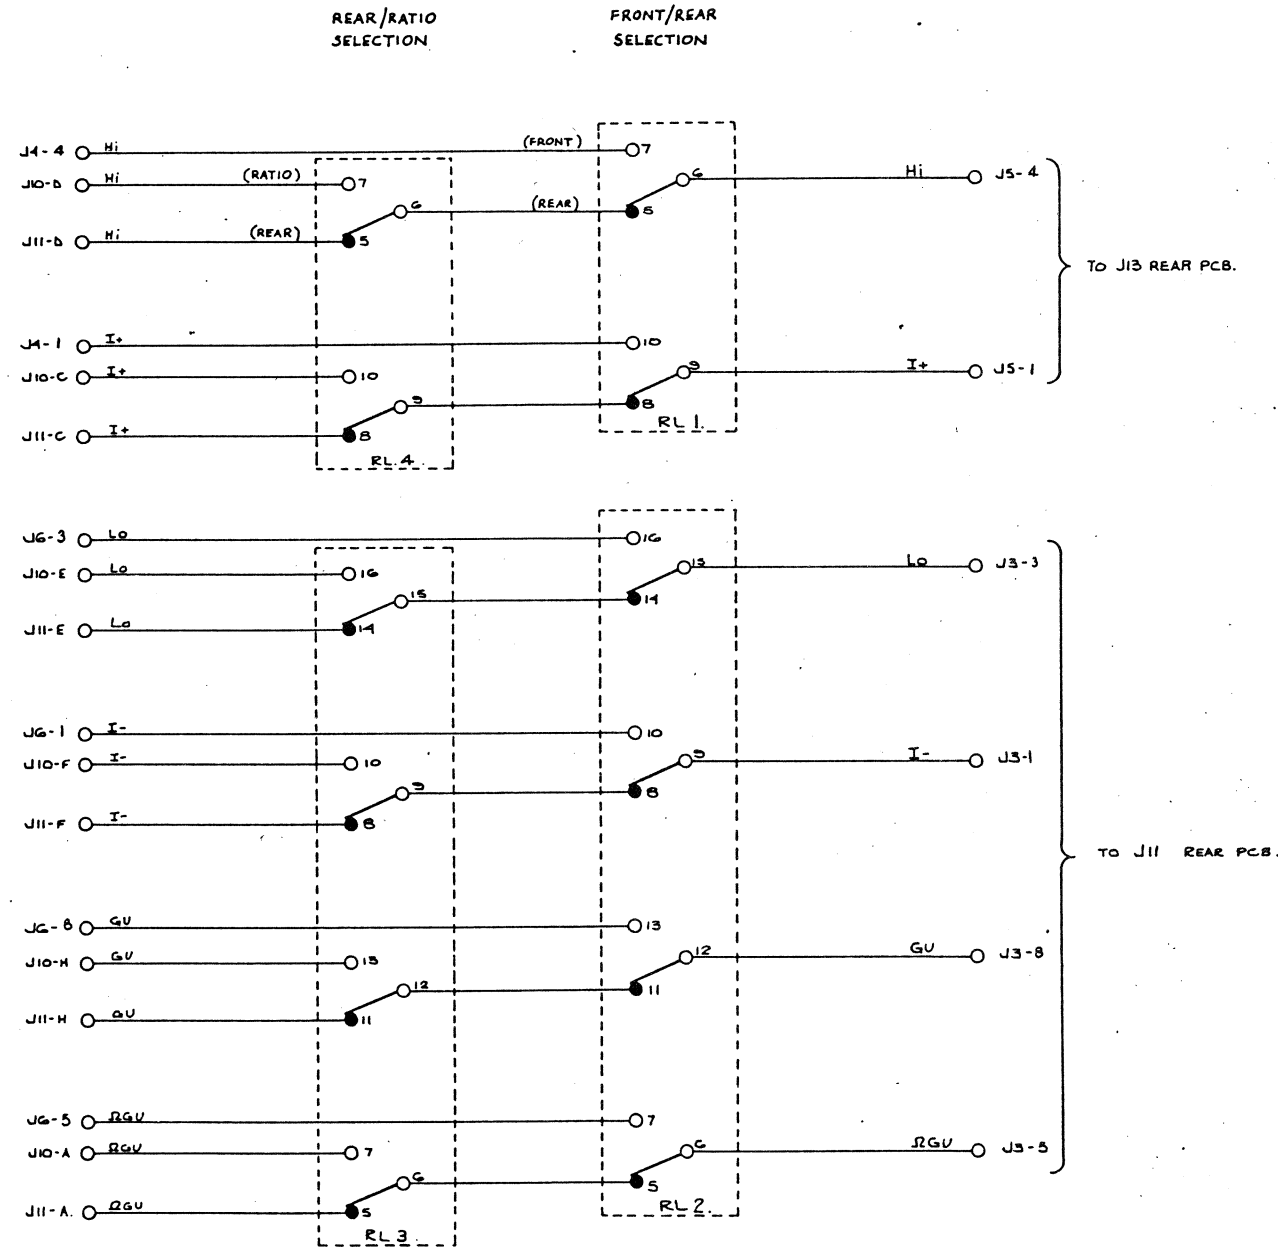 REAR/RATIO
SELECTION
FRONT/REAR
SELECTION
J4-4 Hi (FRONT) 7
J10-D Hi (RATIO) 7
6 Hi J5-4
6 (REAR) 5
J11-D Hi (REAR) 5
TO J13 REAR PCB.
J4-1 I+ 10
J10-C I+ 10
9 I+ J5-1
9 8
J11-C I+ 8
RL 1.
RL.4
J6-3 Lo 16
J10-E Lo 16
15 Lo J3-3
15 14
J11-E Lo 14
J6-1 I- 10
J10-F I- 10
9 I- J3-1
9 8
J11-F I- 8
TO J11 REAR PCB.
J6-8 GU 13
J10-H GU 13
12 GU J3-8
12 11
J11-H GU 11
J6-5 ΩGU 7
J10-A ΩGU 7
6 ΩGU J3-5
6 5
J11-A. ΩGU 5
RL 2.
RL 3